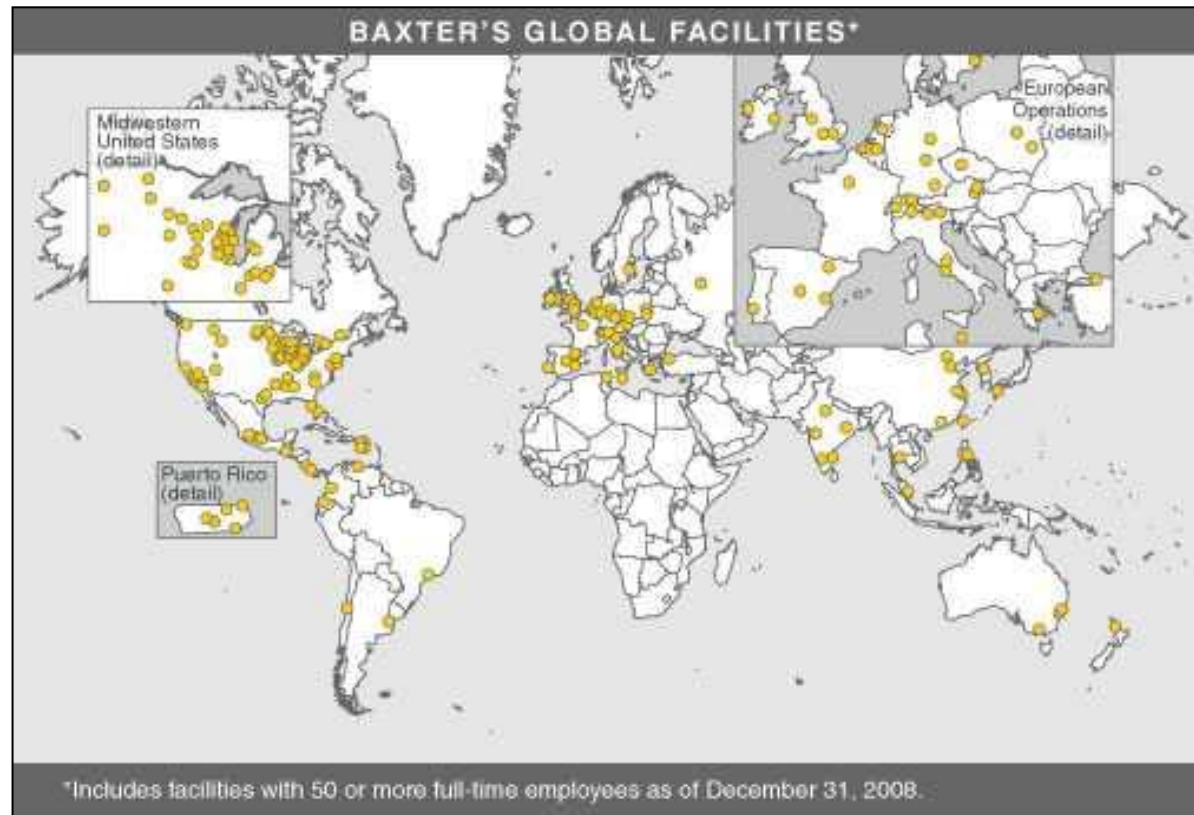 BAXTER'S GLOBAL FACILITIES*
Midwestern
United States
(detail)
European
Operations
(detail)
Puerto Rico
(detail)
*Includes facilities with 50 or more full-time employees as of December 31, 2008.